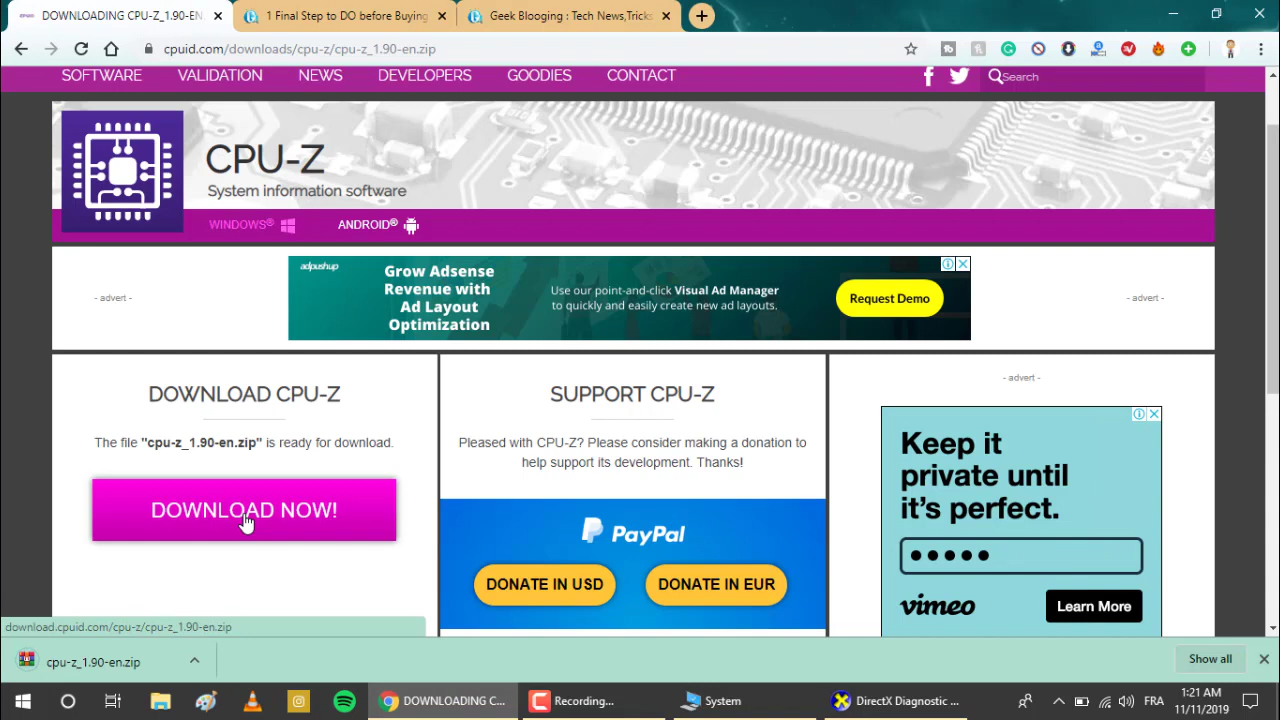 DOWNLOADING CPU-Z_1.90-EN.
1 Final Step to DO before Buying
Geek Blooging : Tech News,Tricks
cpuid.com/downloads/cpu-z/cpu-z_1.90-en.zip
SOFTWARE VALIDATION NEWS DEVELOPERS GOODIES CONTACT Search
CPU-Z
System information software
WINDOWS® ANDROID®
- advert -
adpushup
Grow Adsense
Revenue with
Ad Layout
Optimization
Use our point-and-click Visual Ad Manager
to quickly and easily create new ad layouts.
Request Demo
- advert -
DOWNLOAD CPU-Z
The file "cpu-z_1.90-en.zip" is ready for download.
DOWNLOAD NOW!
SUPPORT CPU-Z
Pleased with CPU-Z? Please consider making a donation to
help support its development. Thanks!
PayPal
DONATE IN USD DONATE IN EUR
- advert -
Keep it
private until
it's perfect.
vimeo Learn More
download.cpuid.com/cpu-z/cpu-z_1.90-en.zip
cpu-z_1.90-en.zip
Show all
DOWNLOADING C... Recording... System DirectX Diagnostic ... FRA
1:21 AM
11/11/2019